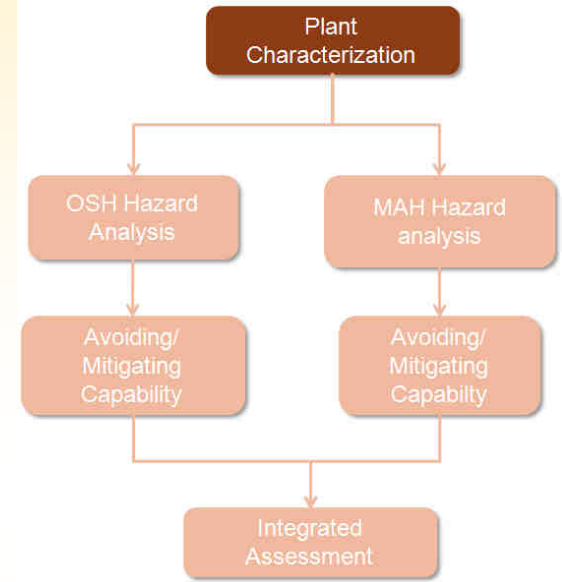 Plant
Characterization
OSH Hazard
Analysis
MAH Hazard
analysis
Avoiding/
Mitigating
Capability
Avoiding/
Mitigating
Capabilty
Integrated
Assessment